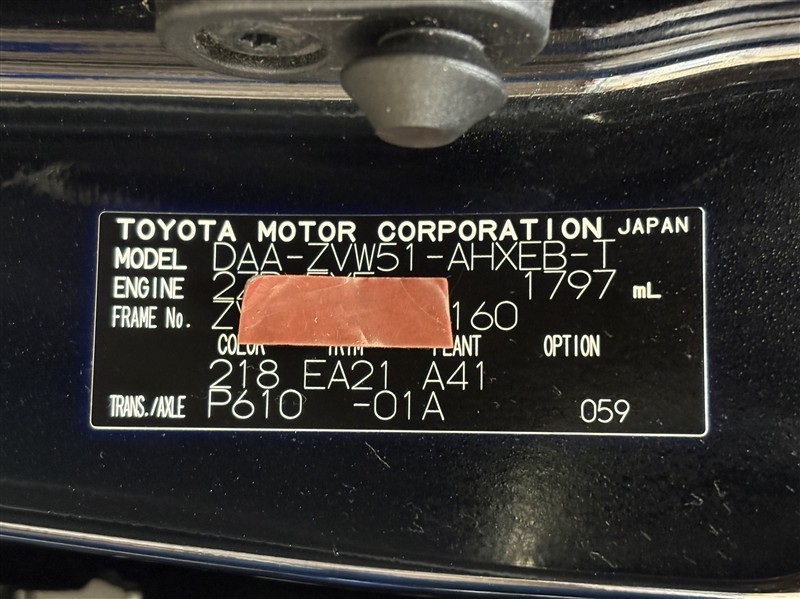 TOYOTA MOTOR CORPORATION JAPAN
MODEL DAA-ZVW51-AHXEB-T
ENGINE 1797 mL
FRAME No. 160
COLOR TRIM PLANT OPTION
218 EA21 A41
TRANS./AXLE P610 -01A 059